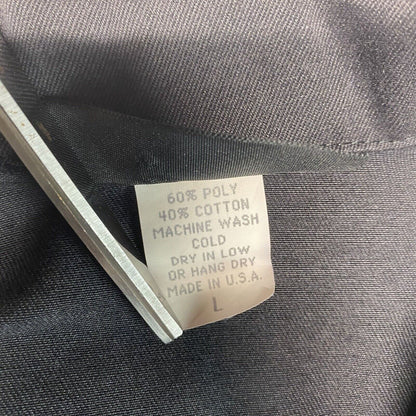 60% POLY
40% COTTON
MACHINE WASH
COLD
DRY IN LOW
OR HANG DRY
MADE IN U.S.A.
L